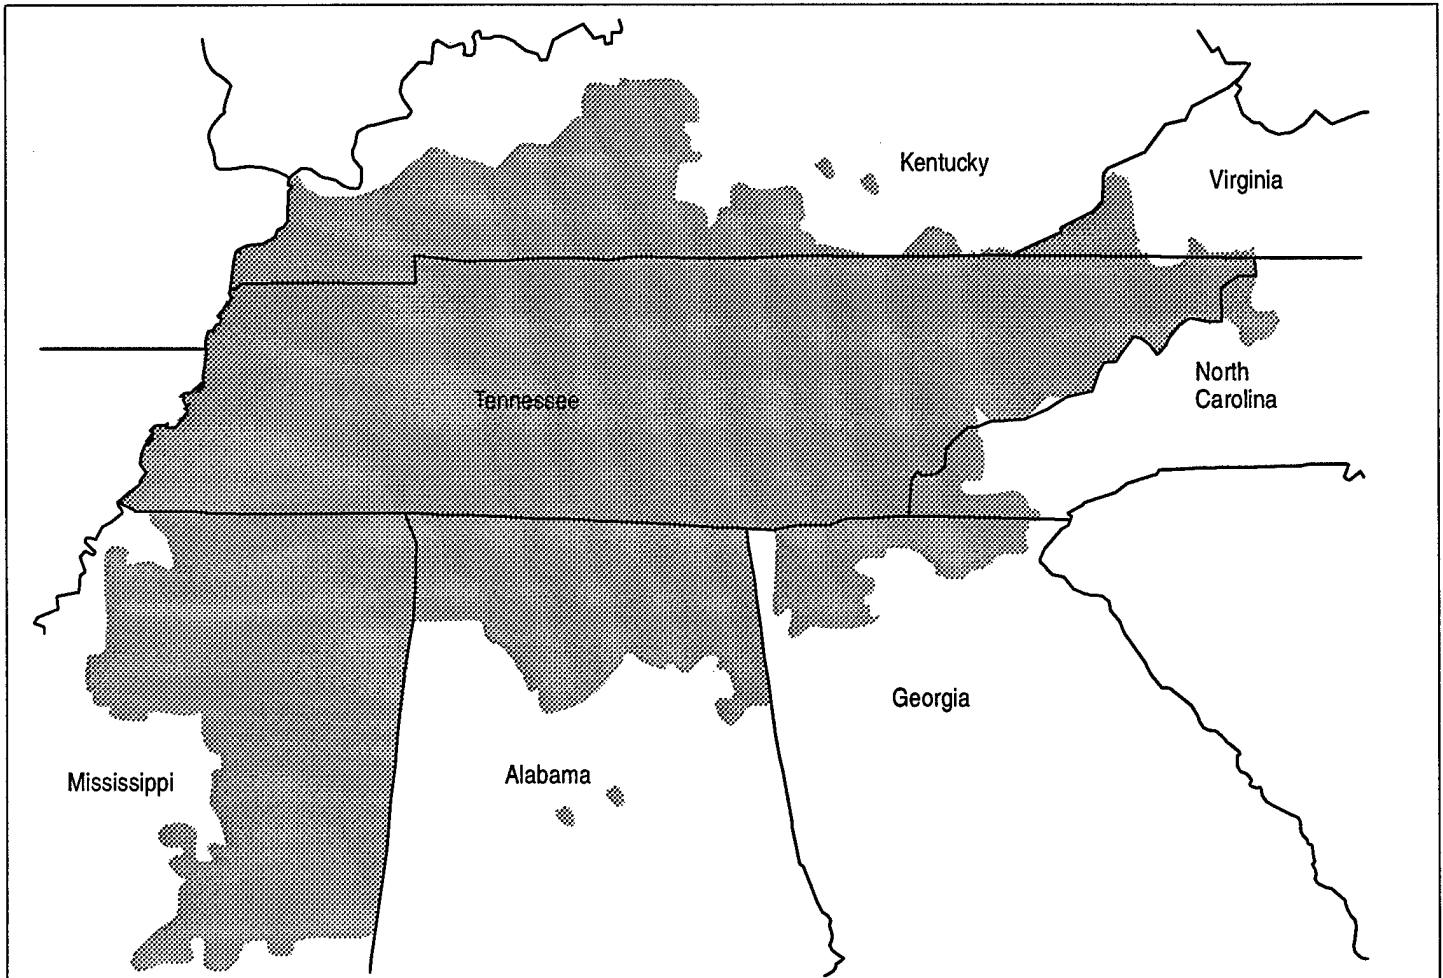 Kentucky
Virginia
North
Carolina
Tennessee
Georgia
Mississippi
Alabama